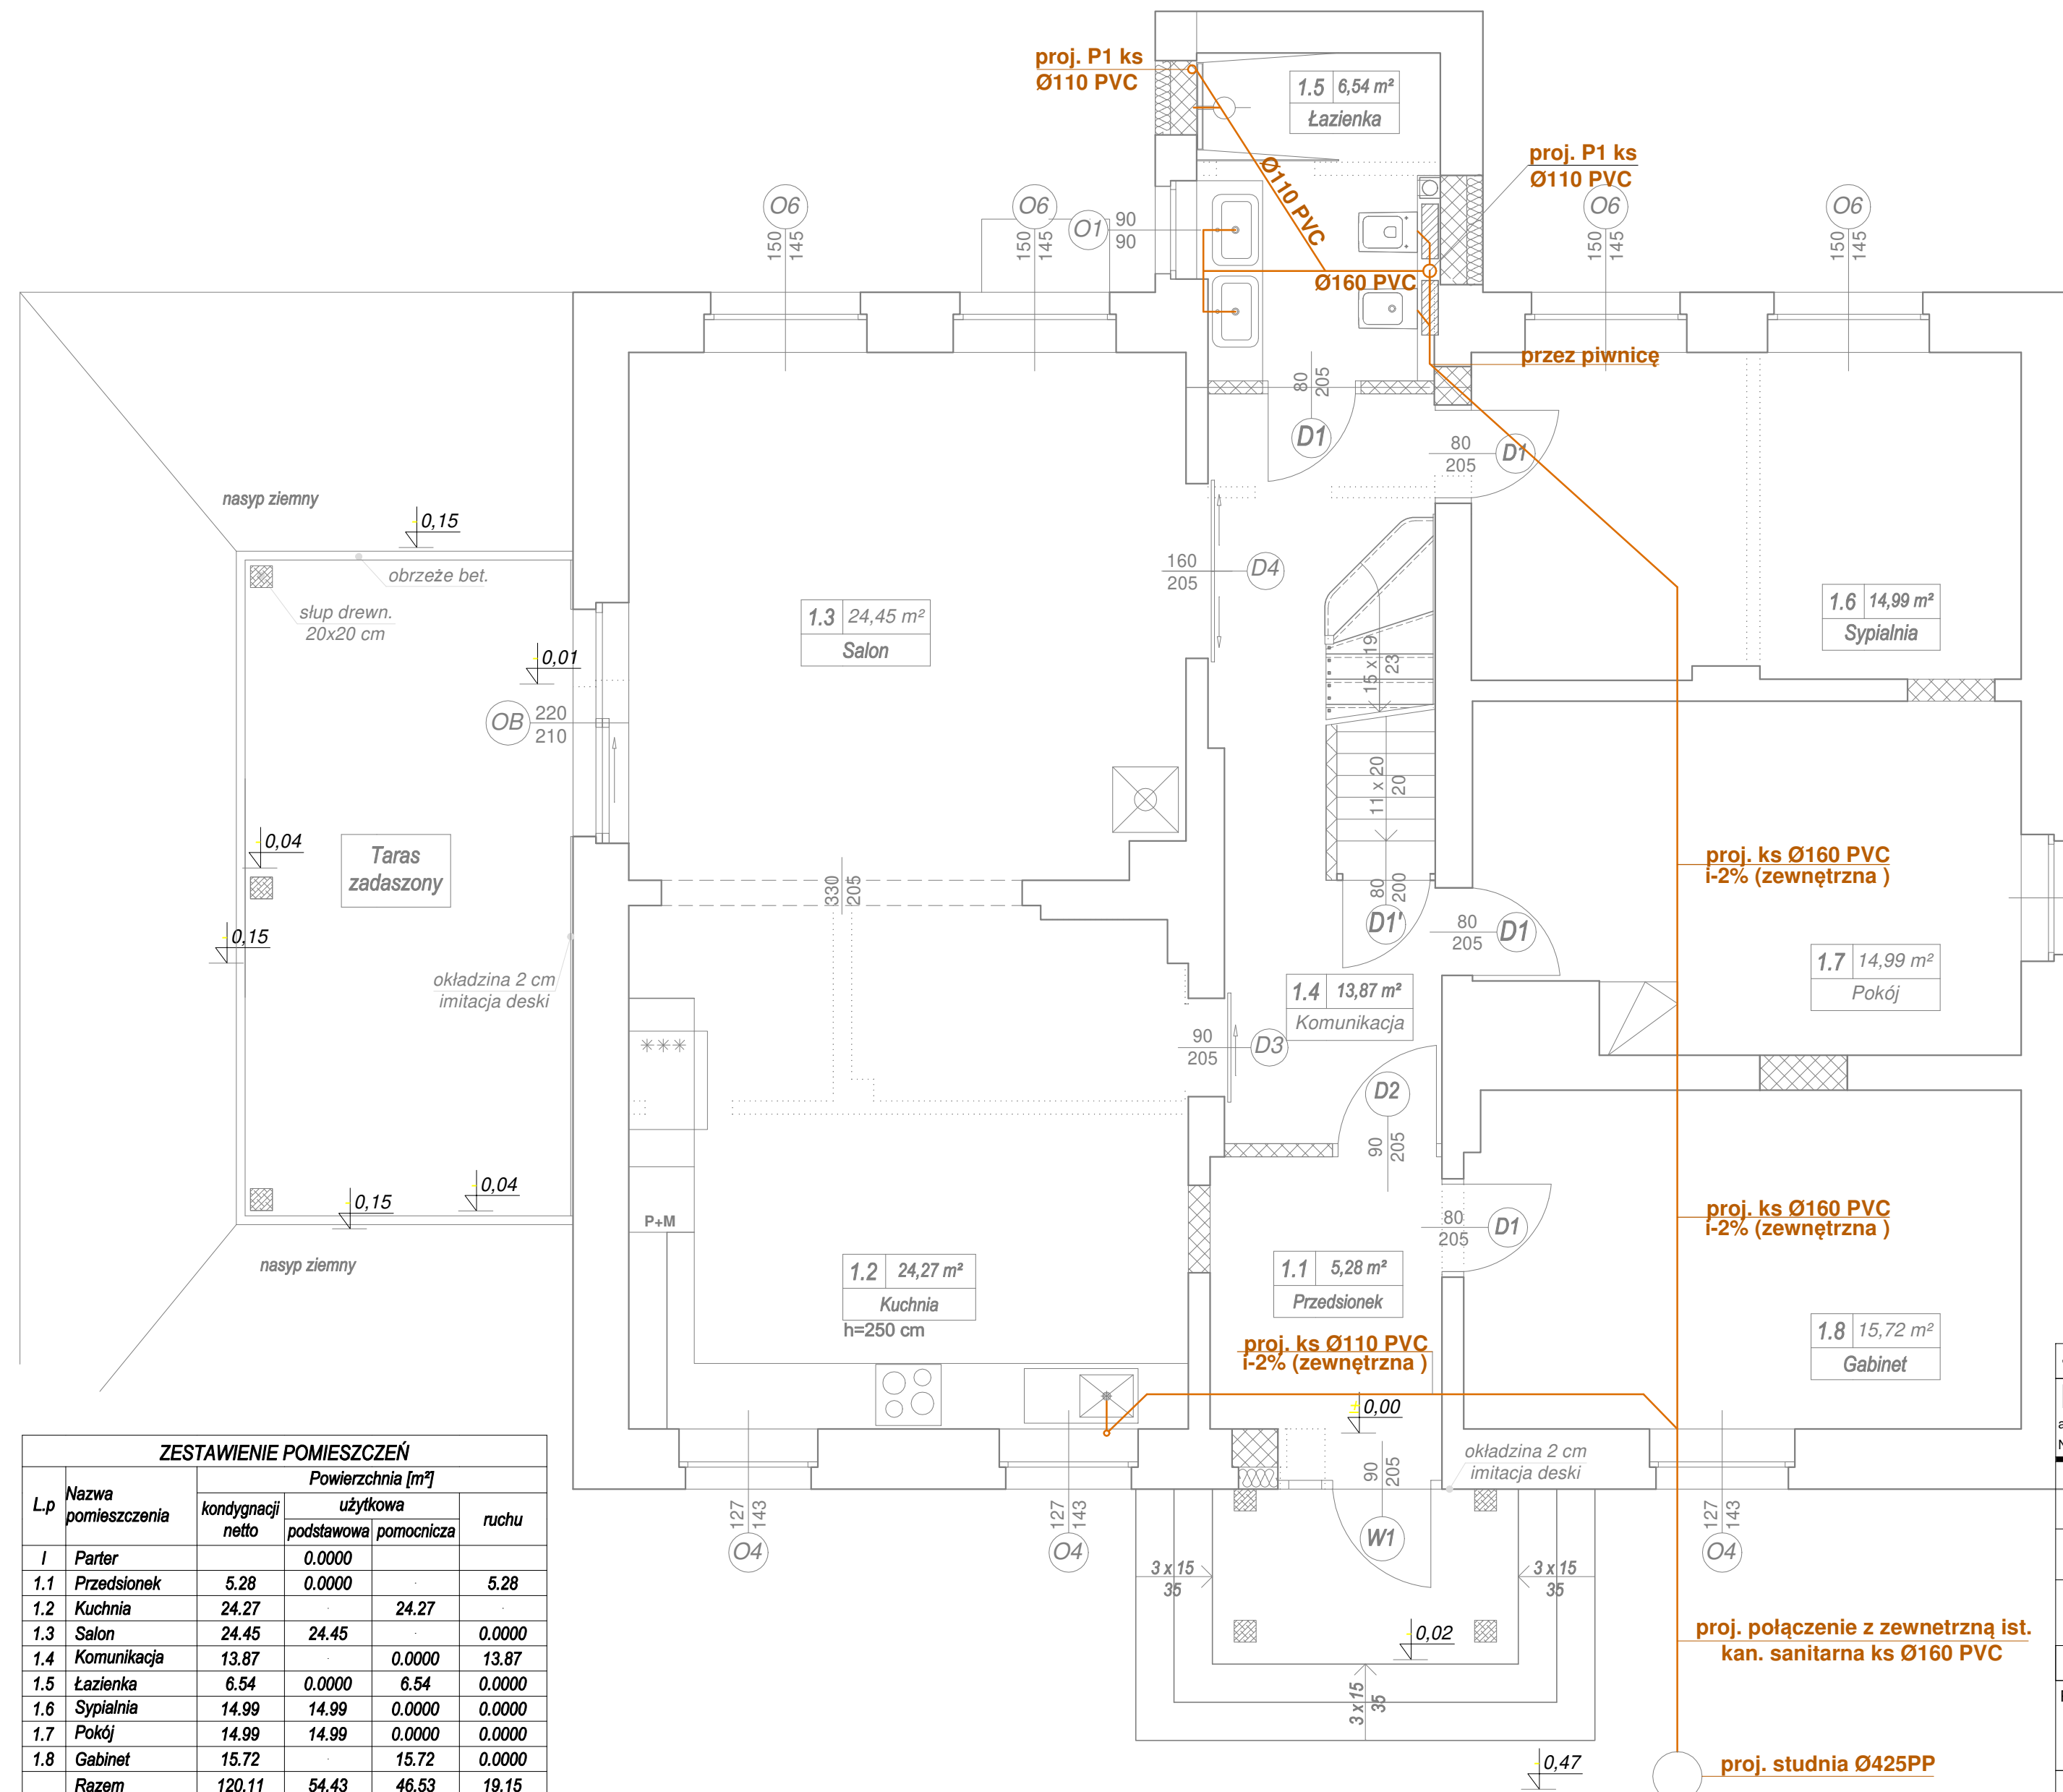 proj. P1 ks
Ø110 PVC
1.5 6,54 m²
Łazienka
proj. P1 ks
Ø110 PVC
Ø110 PVC
Ø160 PVC
przez piwnicę
O6
150
145
O6
150
145
O1
90
90
O6
150
145
O6
150
145
80
205
D1
80
205
D1
nasyp ziemny
0,15
obrzeże bet.
słup drewn.
20x20 cm
0,01
OB
220
210
1.3 24,45 m²
Salon
160
205
D4
15 x 19
23
11 x 20
20
1.6 14,99 m²
Sypialnia
0,04
Taras
zadaszony
0,15
okładzina 2 cm
imitacja deski
330
205
80
200
D1'
80
205
D1
proj. ks Ø160 PVC
i-2% (zewnętrzna )
1.7 14,99 m²
Pokój
1.4 13,87 m²
Komunikacja
90
205
D3
D2
90
205
0,15
0,04
nasyp ziemny
P+M
1.2 24,27 m²
Kuchnia
h=250 cm
80
205
D1
1.1 5,28 m²
Przedsionek
proj. ks Ø160 PVC
i-2% (zewnętrzna )
1.8 15,72 m²
Gabinet
proj. ks Ø110 PVC
i-2% (zewnętrzna )
±0,00
90
205
W1
okładzina 2 cm
imitacja deski
127
143
O4
127
143
O4
127
143
O4
3 x 15
35
3 x 15
35
0,02
3 x 15
35
0,47
proj. połączenie z zewnetrzną ist.
kan. sanitarna ks Ø160 PVC
proj. studnia Ø425PP
ZESTAWIENIE POMIESZCZEŃ
L.p Nazwa pomieszczenia Powierzchnia [m²]
kondygnacji netto użytkowa ruchu
podstawowa pomocnicza
I Parter 0.0000
1.1 Przedsionek 5.28 0.0000 · 5.28
1.2 Kuchnia 24.27 · 24.27 ·
1.3 Salon 24.45 24.45 · 0.0000
1.4 Komunikacja 13.87 · 0.0000 13.87
1.5 Łazienka 6.54 0.0000 6.54 0.0000
1.6 Sypialnia 14.99 14.99 0.0000 0.0000
1.7 Pokój 14.99 14.99 0.0000 0.0000
1.8 Gabinet 15.72 · 15.72 0.0000
Razem 120.11 54.43 46.53 19.15